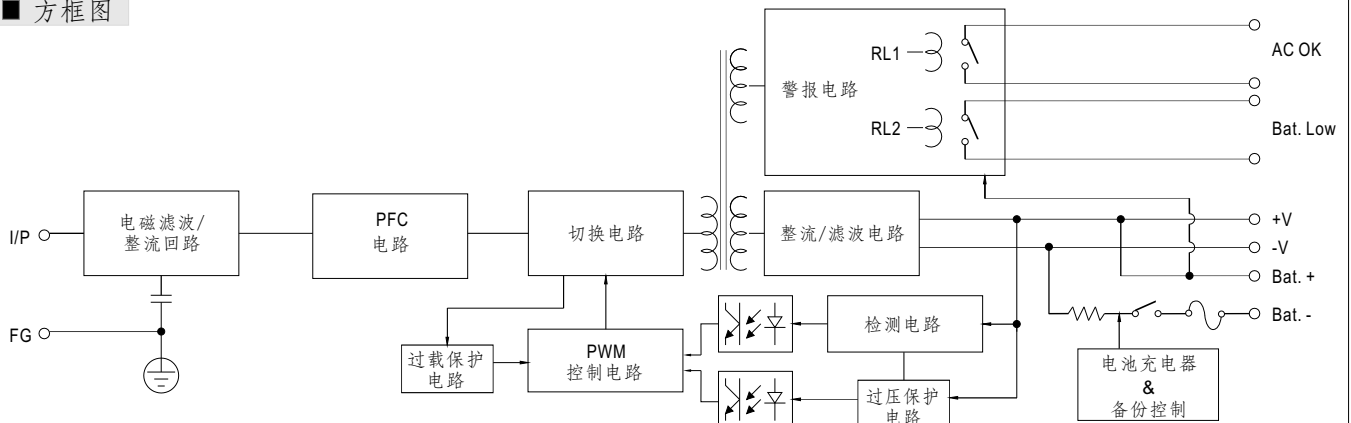 ■ 方框图
RL1
AC OK
警报电路
RL2
Bat. Low
I/P
电磁滤波/
整流回路
PFC
电路
切换电路
整流/滤波电路
+V
-V
Bat. +
Bat. -
FG
过载保护
电路
PWM
控制电路
检测电路
过压保护
电路
电池充电器
&
备份控制